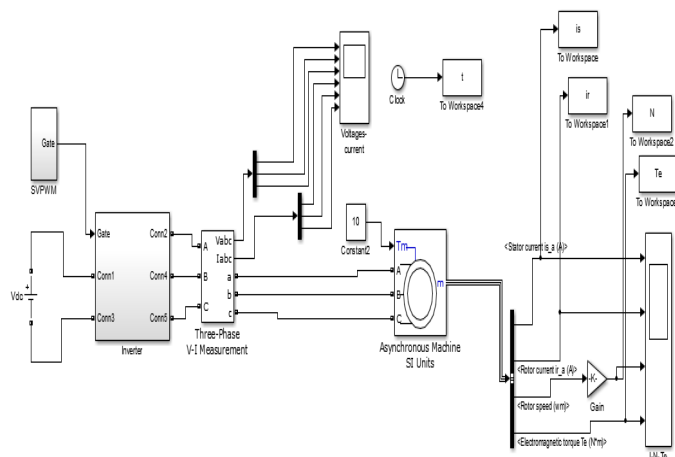 is
To Workspace
ir
To Workspace1
N
To Workspace2
Te
To Workspace
t
To Workspace4
Clock
Voltages-
current
Gate
SVPWM
Vdc
+
Gate
Conn1
Conn3
Conn2
Conn4
Conn5
Inverter
A
B
C
Vabc
Iabc
a
b
c
Three-Phase
V-I Measurement
10
Constant2
Tm
A
B
C
m
Asynchronous Machine
SI Units
<Stator current is_a (A)>
<Rotor current ir_a (A)>
<Rotor speed (wm)>
<Electromagnetic torque Te (N*m)>
-K-
Gain